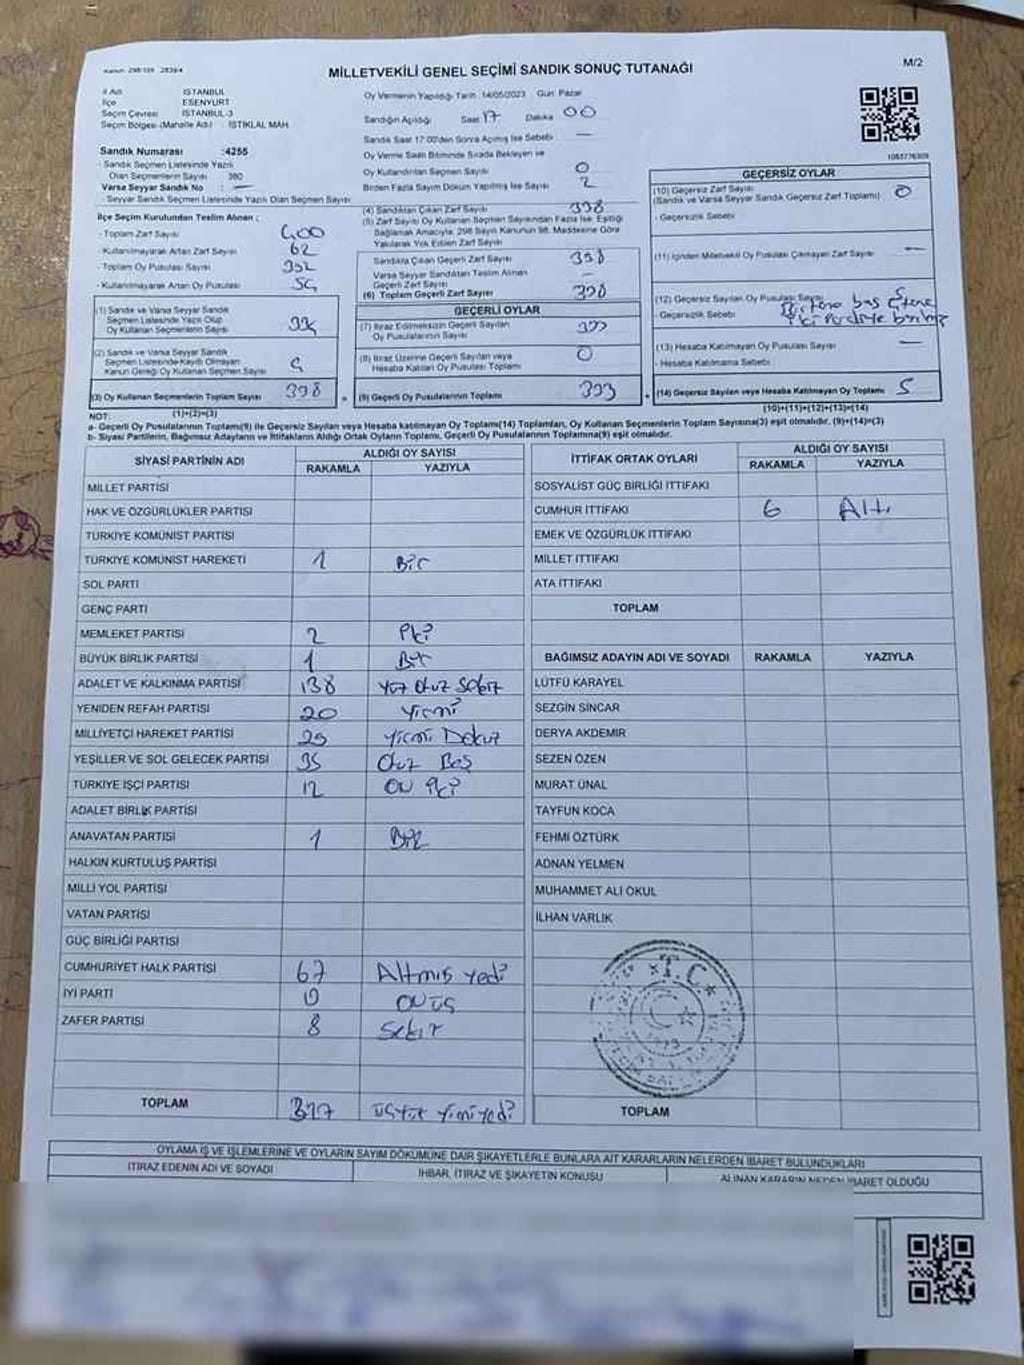 MİLLETVEKİLİ GENEL SEÇİMİ SANDIK SONUÇ TUTANAĞI
M/2
İl Adı İSTANBUL
İlçe ESENYURT
Seçim Çevresi İSTANBUL-3
Seçim Bölgesi (Mahalle Adı) : İSTİKLAL MAH
Sandık Numarası :4255
- Sandık Seçmen Listesinde Yazılı
Olan Seçmenlerin Sayısı 380
Varsa Seyyar Sandık No : —
- Seyyar Sandık Seçmen Listesinde Yazılı Olan Seçmen Sayısı
İlçe Seçim Kurulundan Teslim Alınan :
- Toplam Zarf Sayısı 400
- Kullanılmayarak Artan Zarf Sayısı 62
- Toplam Oy Pusulası Sayısı
- Kullanılmayarak Artan Oy Pusulası
(1) Sandık ve Varsa Seyyar Sandık
Seçmen Listesinde Yazılı Olup
Oy Kullanan Seçmenlerin Sayısı
(2) Sandık ve Varsa Seyyar Sandık
Seçmen Listesinde Kayıtlı Olmayan
Kanun Gereği Oy Kullanan Seçmen Sayısı
(3) Oy Kullanan Seçmenlerin Toplam Sayısı 338
Oy Vermenin Yapıldığı Tarih 14/05/2023 Gün: Pazar
Sandığın Açıldığı Saat 17 Dakika 00
Sandık Saat 17:00'den Sonra Açılmış İse Sebebi —
Oy Verme Saati Bitiminde Sırada Bekleyen ve
Oy Kullandırılan Seçmen Sayısı 0
Birden Fazla Sayım Döküm Yapılmış İse Sayısı 2
(4) Sandıktan Çıkan Zarf Sayısı 338
(5) Zarf Sayısı Oy Kullanan Seçmen Sayısından Fazla İse, Eşitliği
Sağlamak Amacıyla, 298 Sayılı Kanunun 98. Maddesine Göre
Yakılarak Yok Edilen Zarf Sayısı
Sandıkta Çıkan Geçerli Zarf Sayısı 338
Varsa Seyyar Sandıktan Teslim Alınan
Geçerli Zarf Sayısı —
(6) Toplam Geçerli Zarf Sayısı 338
GEÇERLİ OYLAR
(7) İtiraz Edilmeksizin Geçerli Sayılan
Oy Pusulası Sayısı 333
(8) İtiraz Üzerine Geçerli Sayılan veya
Hesaba Katılan Oy Pusulası Toplamı 0
(9) Geçerli Oy Pusulalarının Toplamı 333
GEÇERSİZ OYLAR
(10) Geçersiz Zarf Sayısı
(Sandık ve Varsa Seyyar Sandık Geçersiz Zarf Toplamı) 0
- Geçersizlik Sebebi
(11) İçinden Milletvekili Oy Pusulası Çıkmayan Zarf Sayısı —
(12) Geçersiz Sayılan Oy Pusulası Sayısı 5
- Geçersizlik Sebebi
(13) Hesaba Katılmayan Oy Pusulası Sayısı —
- Hesaba Katılmama Sebebi
(14) Geçersiz Sayılan veya Hesaba Katılmayan Oy Toplamı 5
NOT: (1)+(2)=(3)
(10)+(11)+(12)+(13)=(14)
a- Geçerli Oy Pusulalarının Toplamı(9) ile Geçersiz Sayılan veya Hesaba katılmayan Oy Toplamı(14) Toplamları, Oy Kullanan Seçmenlerin Toplam Sayısına(3) eşit olmalıdır. (9)+(14)=(3)
b- Siyasi Partilerin, Bağımsız Adayların ve İttifakların Aldığı Ortak Oyların Toplamı, Geçerli Oy Pusulalarının Toplamına(9) eşit olmalıdır.
SİYASİ PARTİNİN ADI ALDIĞI OY SAYISI
RAKAMLA YAZIYLA
MİLLET PARTİSİ
HAK VE ÖZGÜRLÜKLER PARTİSİ
TÜRKİYE KOMÜNİST PARTİSİ
TÜRKİYE KOMÜNİST HAREKETİ 1 Bir
SOL PARTİ
GENÇ PARTİ
MEMLEKET PARTİSİ 2 İki
BÜYÜK BİRLİK PARTİSİ 1 Bir
ADALET VE KALKINMA PARTİSİ 138 Yüz Otuz Sekiz
YENİDEN REFAH PARTİSİ 20 Yirmi
MİLLİYETÇİ HAREKET PARTİSİ 29 Yirmi Dokuz
YEŞİLLER VE SOL GELECEK PARTİSİ 35 Otuz Beş
TÜRKİYE İŞÇİ PARTİSİ 12 On İki
ADALET BİRLİK PARTİSİ
ANAVATAN PARTİSİ 1 Bir
HALKIN KURTULUŞ PARTİSİ
MİLLİ YOL PARTİSİ
VATAN PARTİSİ
GÜÇ BİRLİĞİ PARTİSİ
CUMHURİYET HALK PARTİSİ 67 Altmış Yedi
İYİ PARTİ 13 On üç
ZAFER PARTİSİ 8 Sekiz
TOPLAM 327 üçyüz yirmiyedi
İTTİFAK ORTAK OYLARI ALDIĞI OY SAYISI
RAKAMLA YAZIYLA
SOSYALİST GÜÇ BİRLİĞİ İTTİFAKI
CUMHUR İTTİFAKI 6 Altı
EMEK VE ÖZGÜRLÜK İTTİFAKI
MİLLET İTTİFAKI
ATA İTTİFAKI
TOPLAM
BAĞIMSIZ ADAYIN ADI VE SOYADI RAKAMLA YAZIYLA
LÜTFÜ KARAYEL
SEZGİN SİNCAR
DERYA AKDEMİR
SEZEN ÖZEN
MURAT ÜNAL
TAYFUN KOCA
FEHMİ ÖZTÜRK
ADNAN YELMEN
MUHAMMET ALİ OKUL
İLHAN VARLIK
T.C.
TOPLAM
OYLAMA İŞ VE İŞLEMLERİNE VE OYLARIN SAYIM DÖKÜMÜNE DAİR ŞİKAYETLERLE BUNLARA AİT KARARLARIN NELERDEN İBARET BULUNDUKLARI
İTİRAZ EDENİN ADI VE SOYADI
İHBAR, İTİRAZ VE ŞİKAYETİN KONUSU
ALINAN KARARIN NEDEN İBARET OLDUĞU